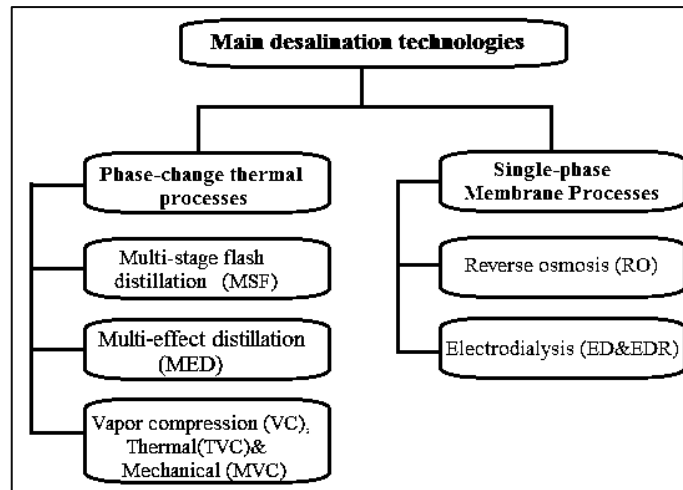 Main desalination technologies
Phase-change thermal
processes
Single-phase
Membrane Processes
Multi-stage flash
distillation (MSF)
Reverse osmosis (RO)
Multi-effect distillation
(MED)
Electrodialysis (ED&EDR)
Vapor compression (VC),
Thermal(TVC)&
Mechanical (MVC)